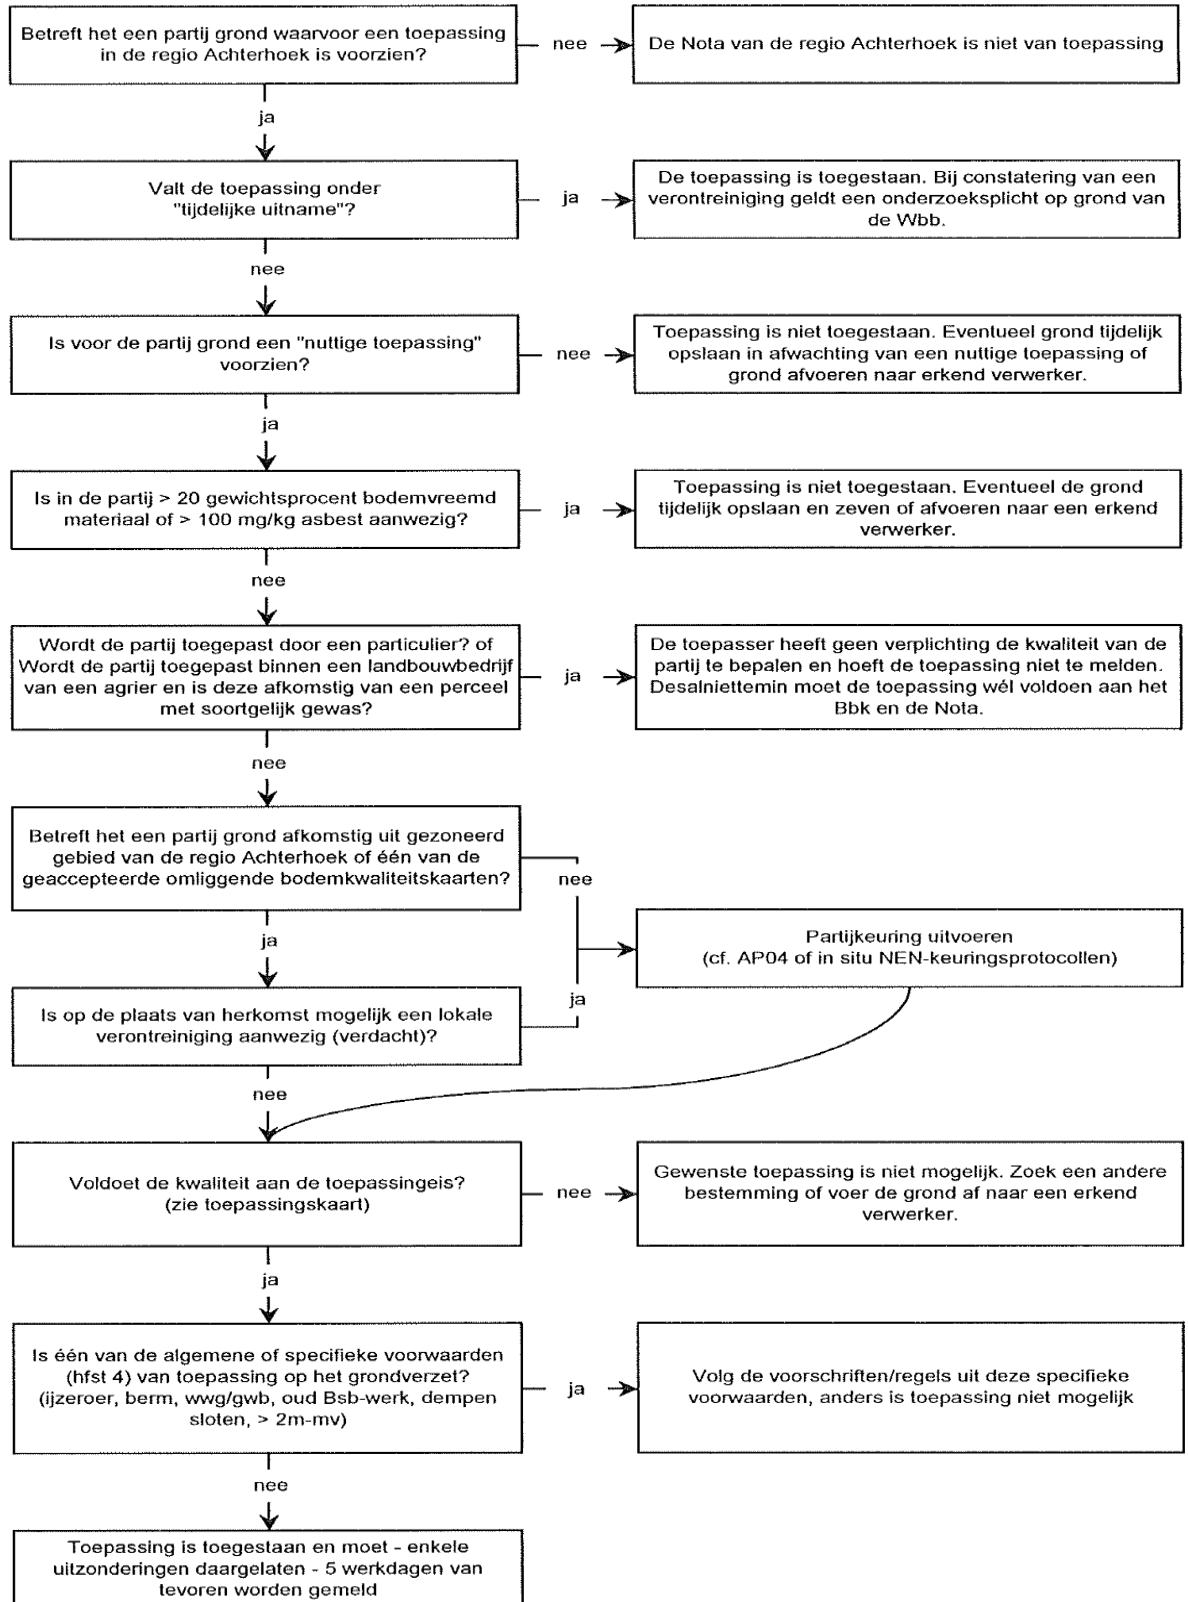 Betreft het een partij grond waarvoor een toepassing
in de regio Achterhoek is voorzien?
nee
De Nota van de regio Achterhoek is niet van toepassing
ja
Valt de toepassing onder
"tijdelijke uitname"?
ja
De toepassing is toegestaan. Bij constatering van een
verontreiniging geldt een onderzoeksplicht op grond van
de Wbb.
nee
Is voor de partij grond een "nuttige toepassing"
voorzien?
nee
Toepassing is niet toegestaan. Eventueel grond tijdelijk
opslaan in afwachting van een nuttige toepassing of
grond afvoeren naar erkend verwerker.
ja
Is in de partij > 20 gewichtsprocent bodemvreemd
materiaal of > 100 mg/kg asbest aanwezig?
ja
Toepassing is niet toegestaan. Eventueel de grond
tijdelijk opslaan en zeven of afvoeren naar een erkend
verwerker.
nee
Wordt de partij toegepast door een particulier? of
Wordt de partij toegepast binnen een landbouwbedrijf
van een agrier en is deze afkomstig van een perceel
met soortgelijk gewas?
ja
De toepasser heeft geen verplichting de kwaliteit van de
partij te bepalen en hoeft de toepassing niet te melden.
Desalniettemin moet de toepassing wél voldoen aan het
Bbk en de Nota.
nee
Betreft het een partij grond afkomstig uit gezoneerd
gebied van de regio Achterhoek of één van de
geaccepteerde omliggende bodemkwaliteitskaarten?
nee
ja
Partijkeuring uitvoeren
(cf. AP04 of in situ NEN-keuringsprotocollen)
Is op de plaats van herkomst mogelijk een lokale
verontreiniging aanwezig (verdacht)?
ja
nee
Voldoet de kwaliteit aan de toepassingeis?
(zie toepassingskaart)
nee
Gewenste toepassing is niet mogelijk. Zoek een andere
bestemming of voer de grond af naar een erkend
verwerker.
ja
Is één van de algemene of specifieke voorwaarden
(hfst 4) van toepassing op het grondverzet?
(ijzeroer, berm, wwg/gwb, oud Bsb-werk, dempen
sloten, > 2m-mv)
ja
Volg de voorschriften/regels uit deze specifieke
voorwaarden, anders is toepassing niet mogelijk
nee
Toepassing is toegestaan en moet - enkele
uitzonderingen daargelaten - 5 werkdagen van
tevoren worden gemeld